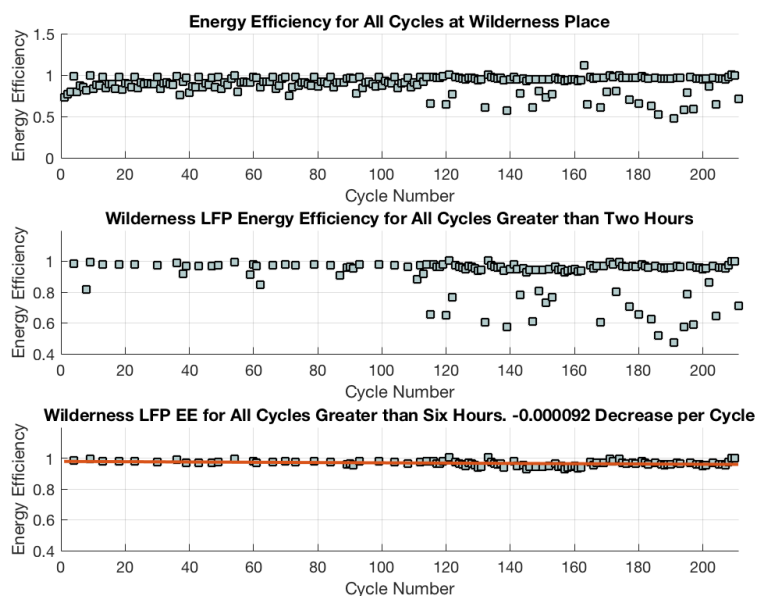 Energy Efficiency for All Cycles at Wilderness Place
Energy Efficiency
1.5
1
0.5
0
0 20 40 60 80 100 120 140 160 180 200
Cycle Number
Wilderness LFP Energy Efficiency for All Cycles Greater than Two Hours
Energy Efficiency
1
0.8
0.6
0.4
0 20 40 60 80 100 120 140 160 180 200
Cycle Number
Wilderness LFP EE for All Cycles Greater than Six Hours. -0.000092 Decrease per Cycle
Energy Efficiency
1
0.8
0.6
0.4
0 20 40 60 80 100 120 140 160 180 200
Cycle Number